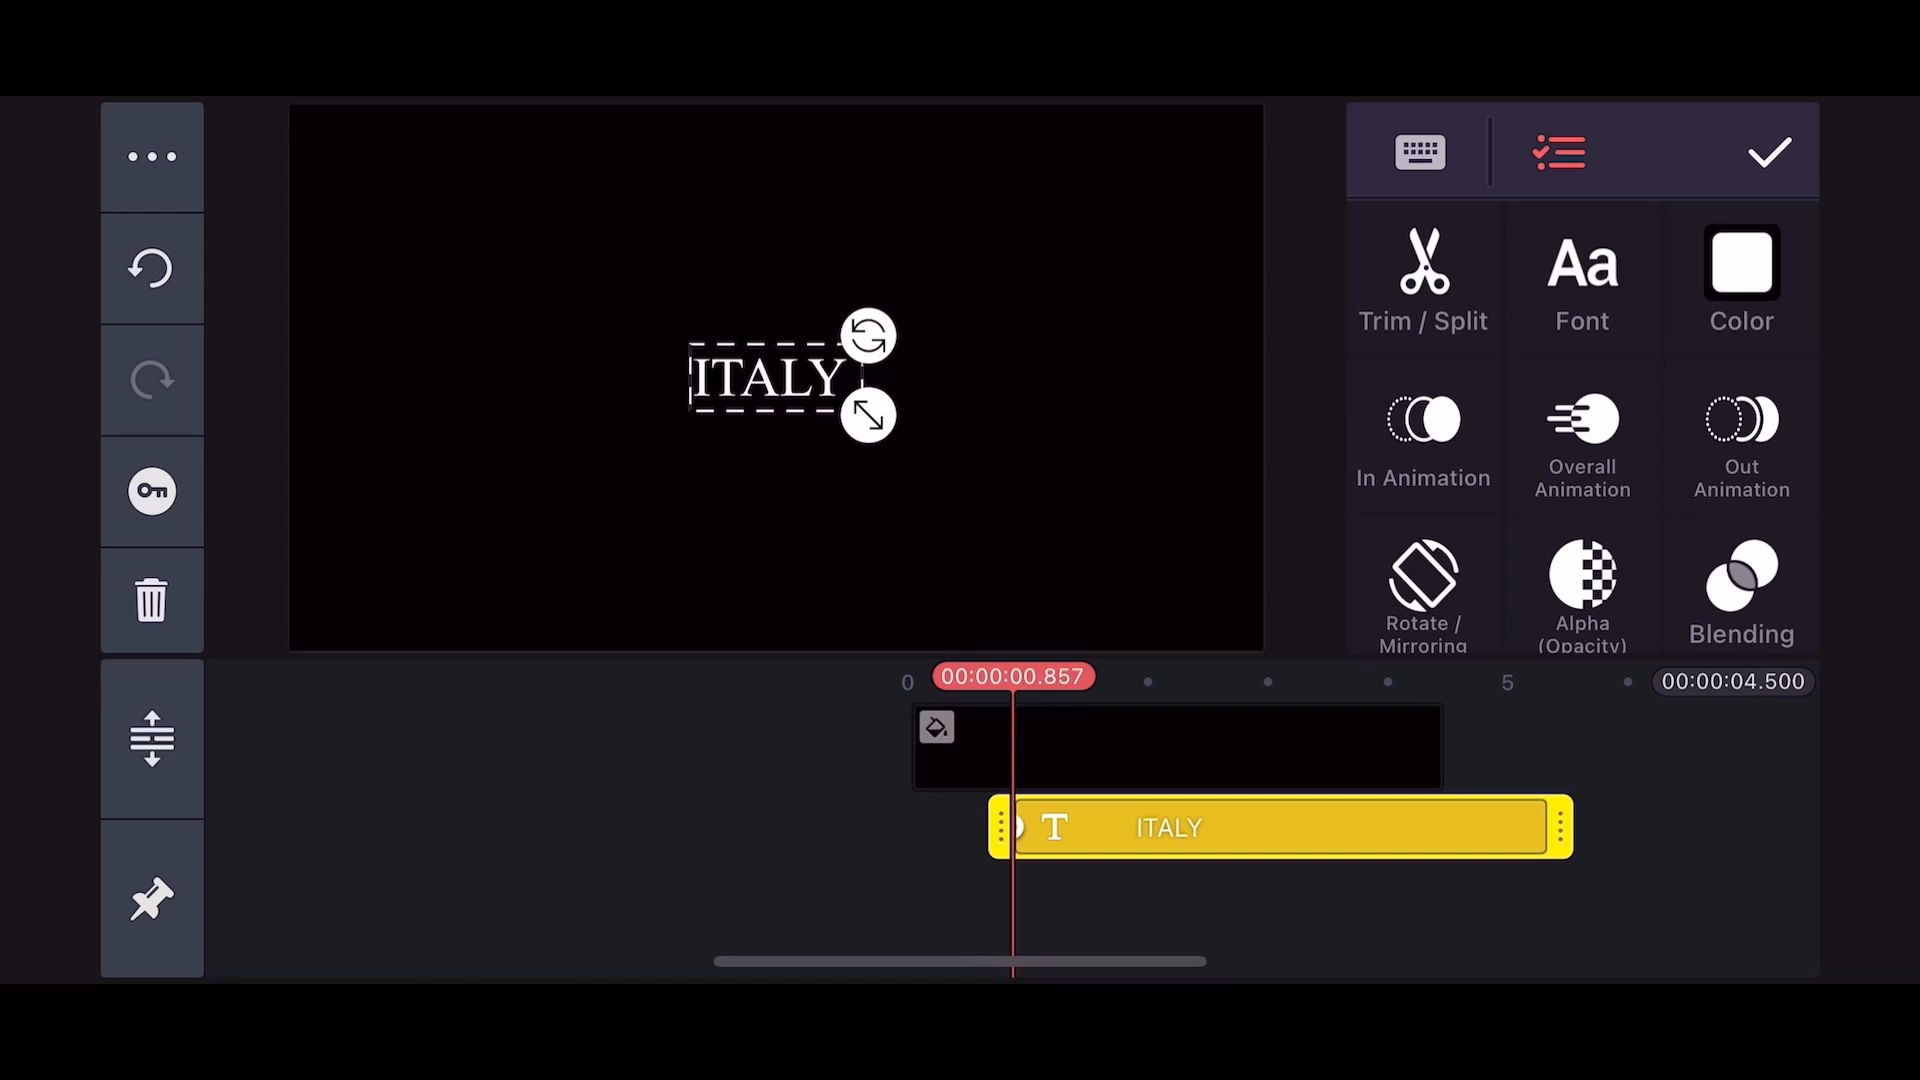 ITALY
Trim / Split
Aa
Font
Color
In Animation
Overall
Animation
Out
Animation
Rotate /
Mirroring
Alpha
(Opacity)
Blending
0
00:00:00.857
5
00:00:04.500
T
ITALY